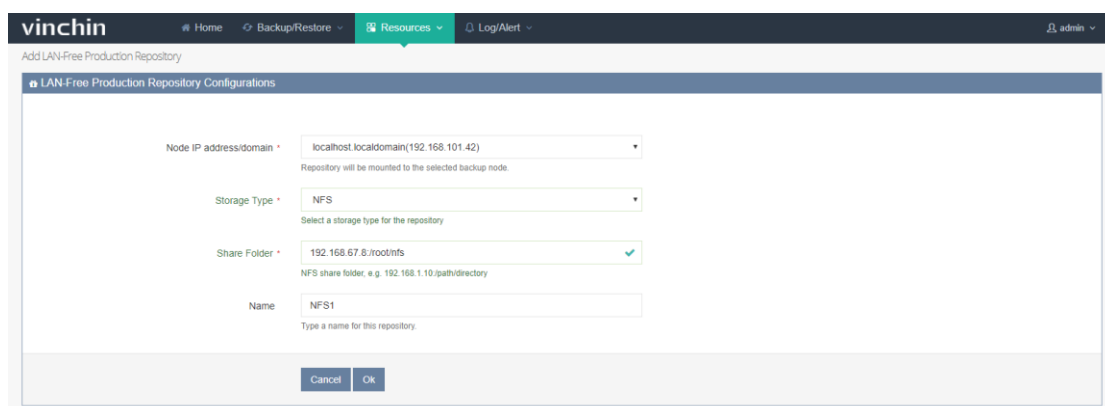 vinchin Home Backup/Restore Resources Log/Alert admin
Add LAN-Free Production Repository
LAN-Free Production Repository Configurations
Node IP address/domain * localhost.localdomain(192.168.101.42)
Repository will be mounted to the selected backup node.
Storage Type * NFS
Select a storage type for the repository
Share Folder * 192.168.67.8:/root/nfs
NFS share folder, e.g. 192.168.1.10:/path/directory
Name NFS1
Type a name for this repository.
Cancel Ok